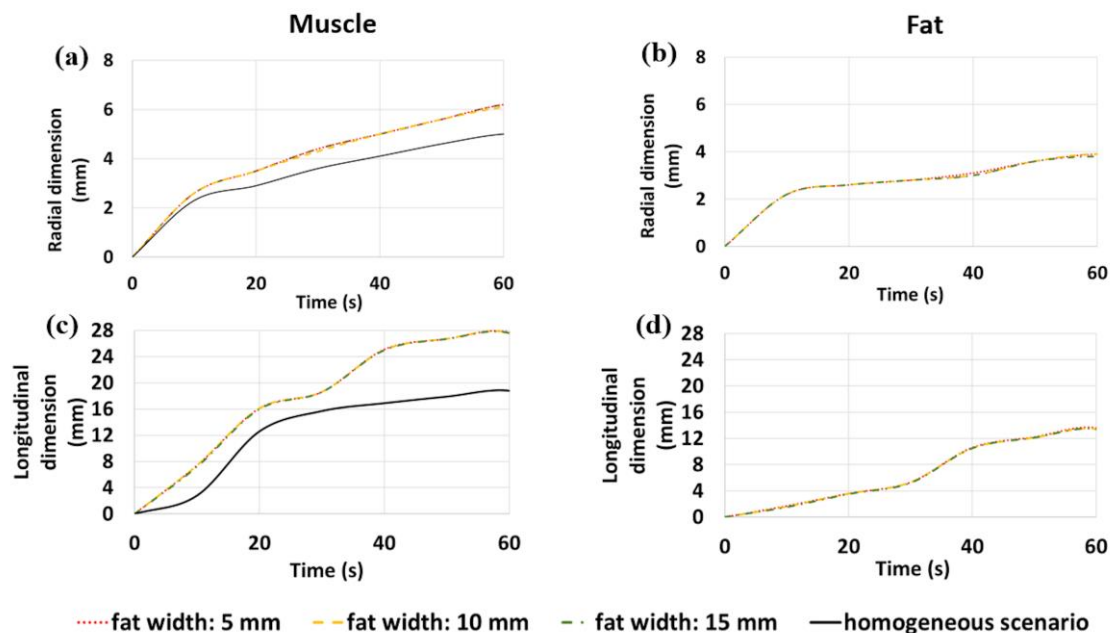 Muscle
Fat
(a)
8
6
4
2
0
Radial dimension
(mm)
0 20 40 60
Time (s)
(b)
8
6
4
2
0
Radial dimension
(mm)
0 20 40 60
Time (s)
(c)
28
24
20
16
12
8
4
0
Longitudinal
dimension
(mm)
0 20 40 60
Time (s)
(d)
28
24
20
16
12
8
4
0
Longitudinal
dimension
(mm)
0 20 40 60
Time (s)
fat width: 5 mm fat width: 10 mm fat width: 15 mm homogeneous scenario